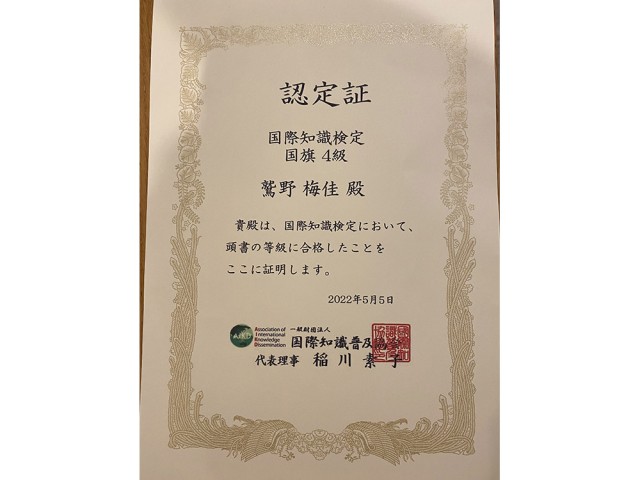 認定証
国際知識検定
国旗 4級
鷲野 梅佳 殿
貴殿は、国際知識検定において、
頭書の等級に合格したことを
ここに証明します。
2022年5月5日
Association of
International
Knowledge
Dissemination
一般財団法人
国際知識普及協会
代表理事 稲川素子